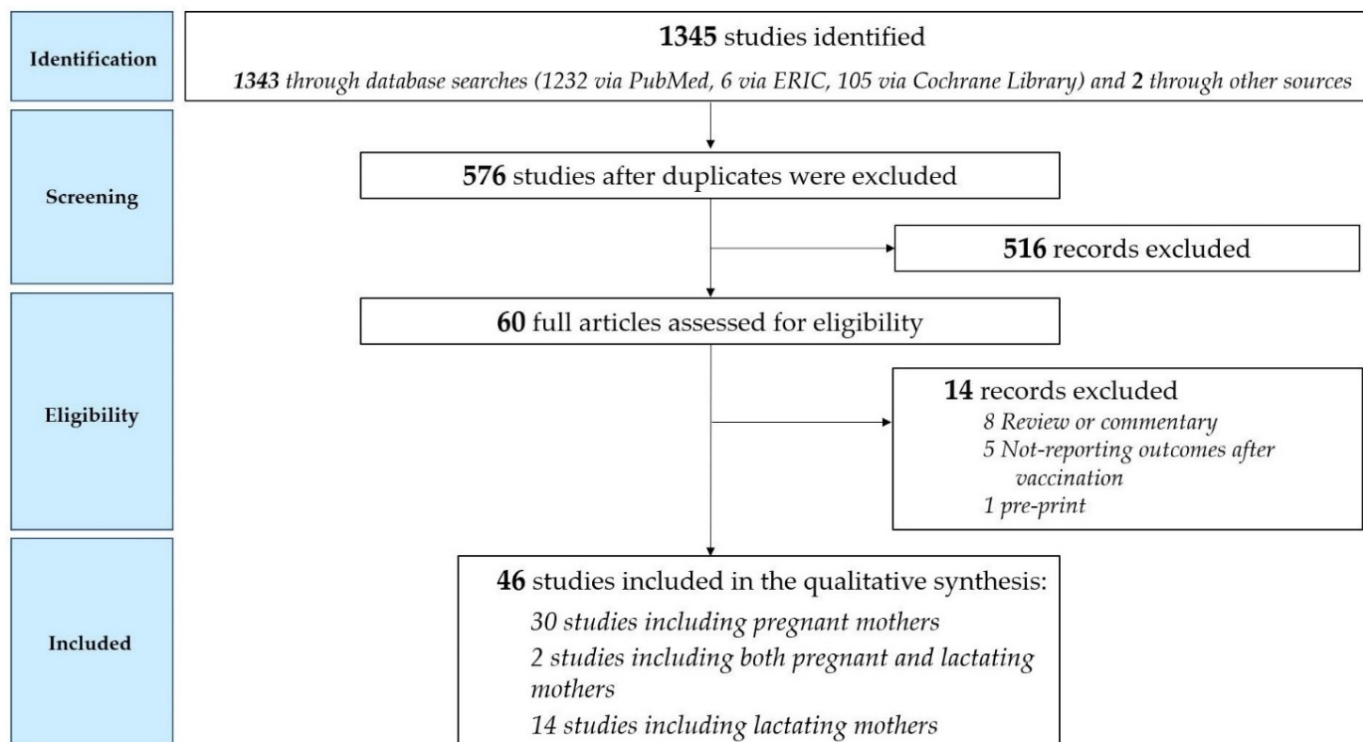 Identification
1345 studies identified
1343 through database searches (1232 via PubMed, 6 via ERIC, 105 via Cochrane Library) and 2 through other sources
Screening
576 studies after duplicates were excluded
516 records excluded
Eligibility
60 full articles assessed for eligibility
14 records excluded
8 Review or commentary
5 Not-reporting outcomes after
vaccination
1 pre-print
Included
46 studies included in the qualitative synthesis:
30 studies including pregnant mothers
2 studies including both pregnant and lactating
mothers
14 studies including lactating mothers